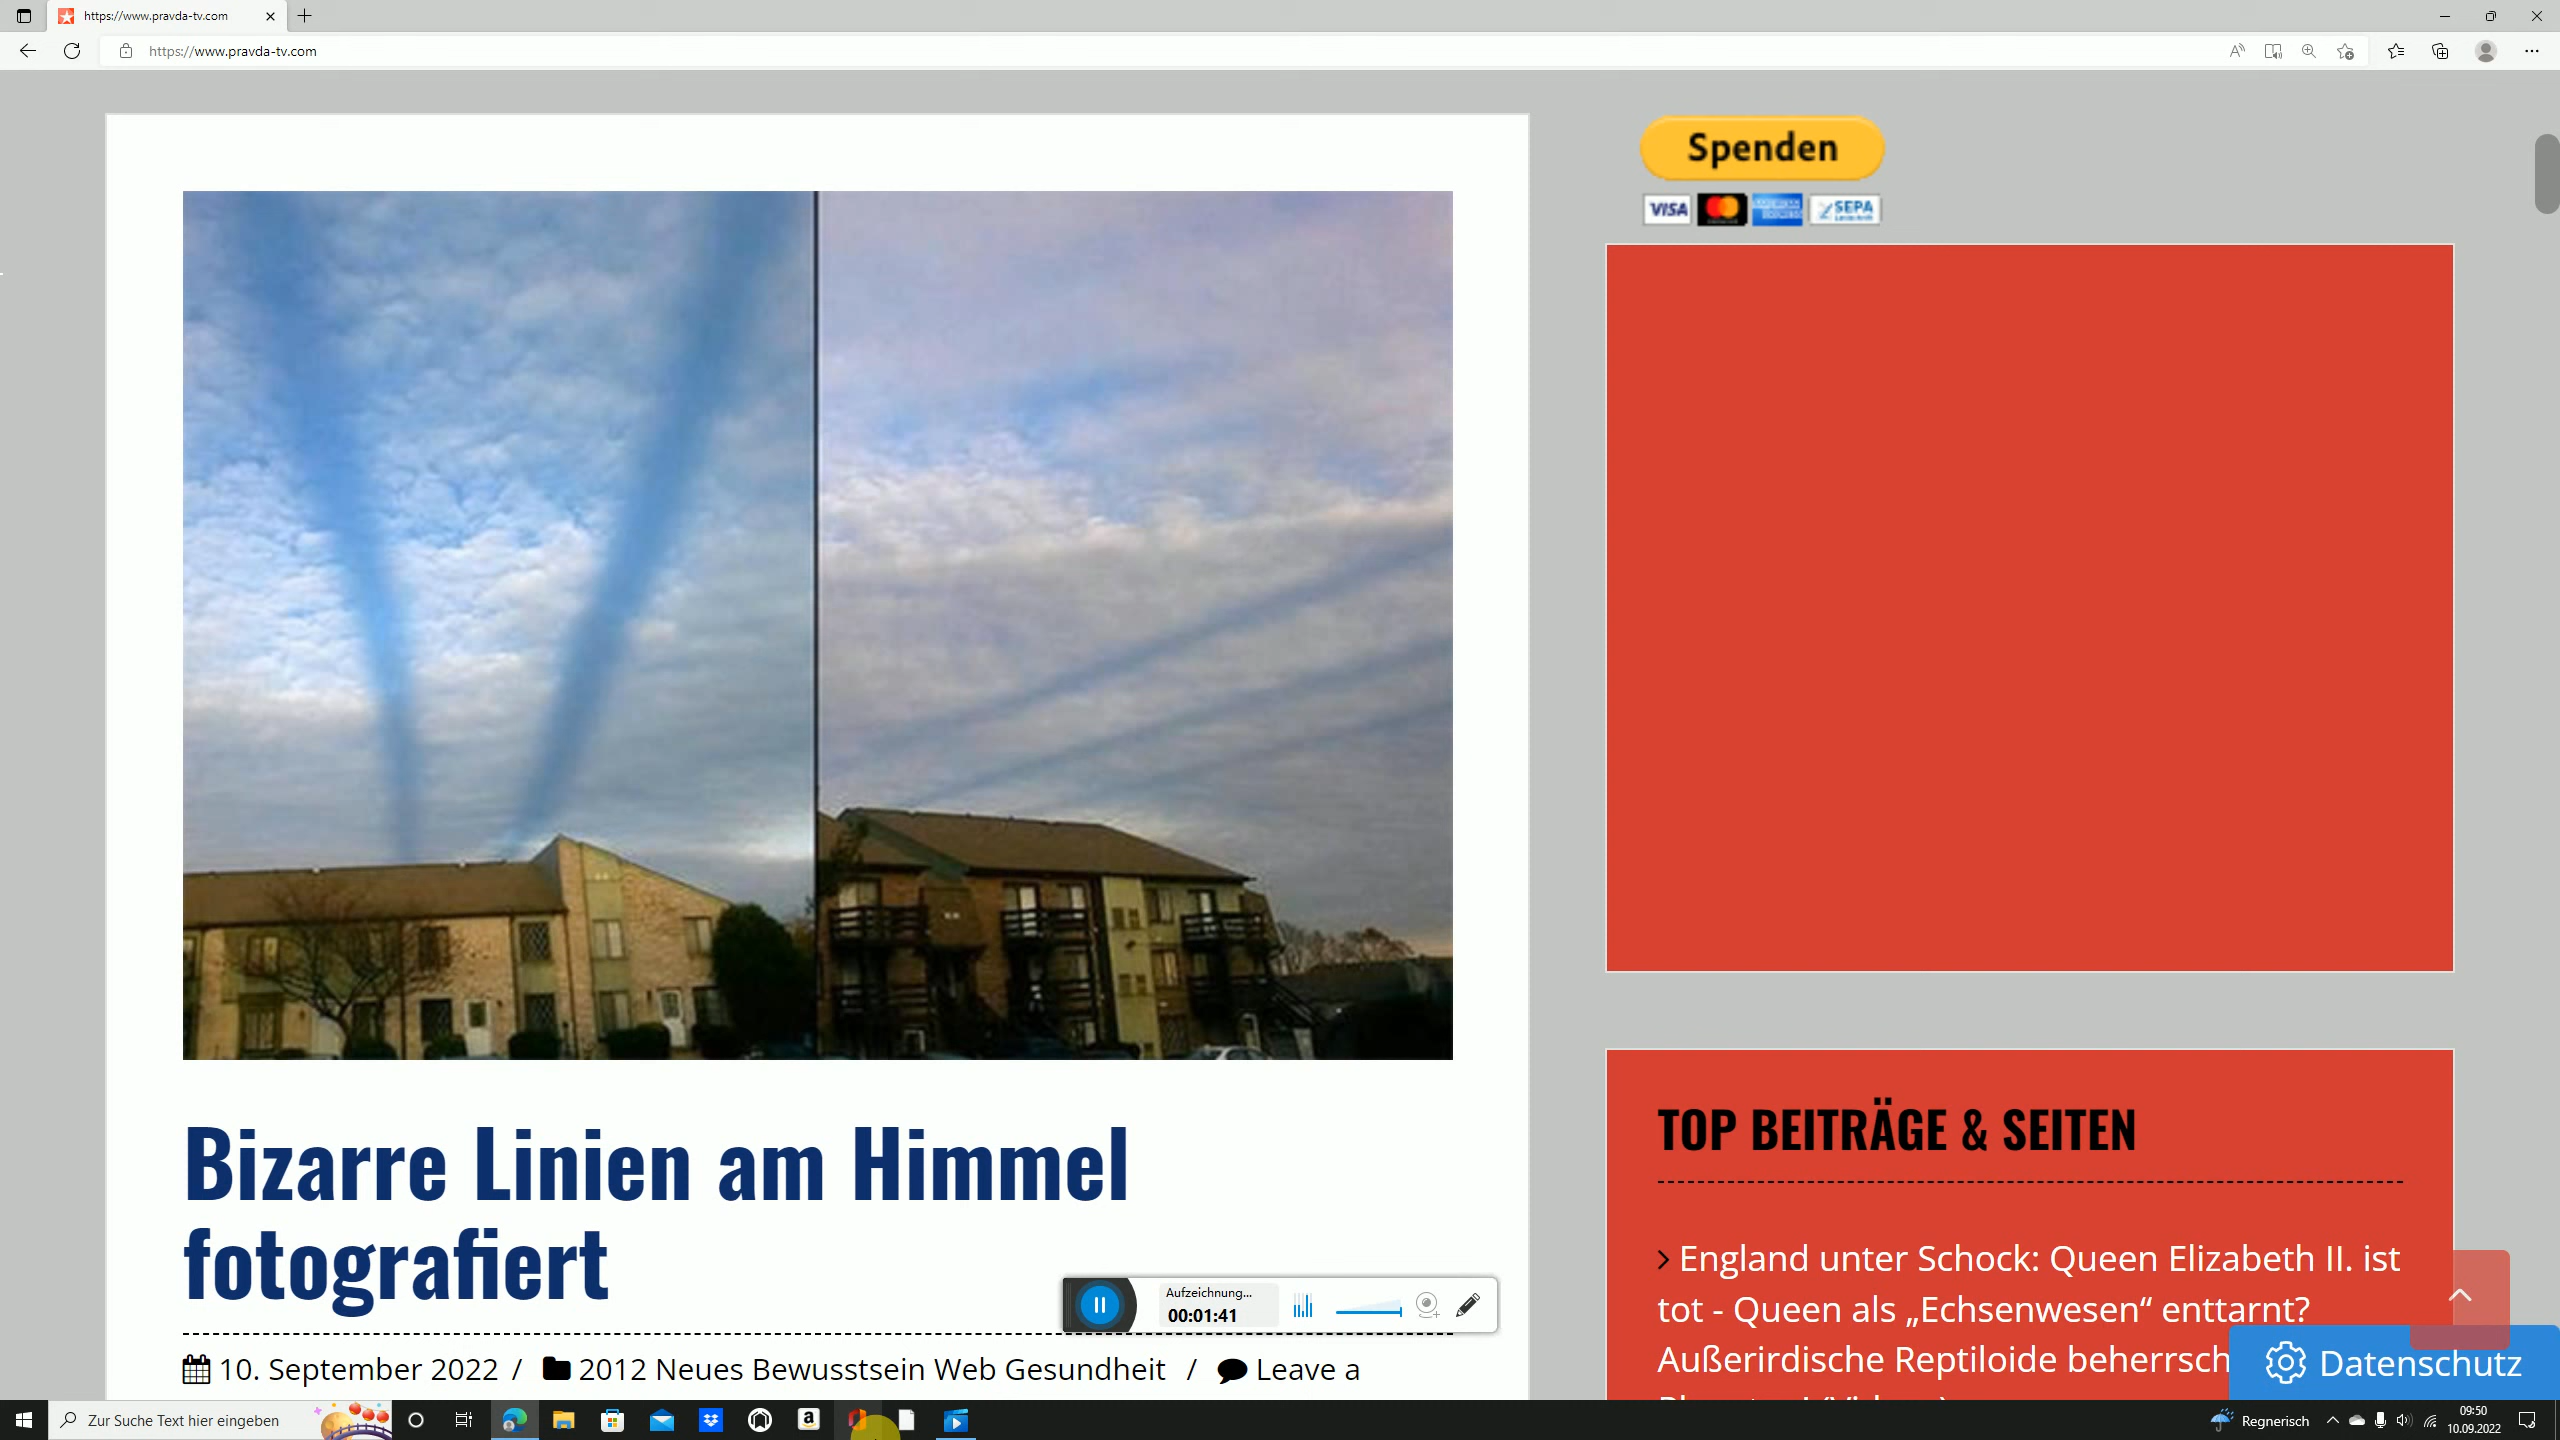 https://www.pravda-tv.com
https://www.pravda-tv.com
Spenden
VISA
SEPA
Bizarre Linien am Himmel
fotografiert
10. September 2022 / 2012 Neues Bewusstsein Web Gesundheit / Leave a
Aufzeichnung...
00:01:41
TOP BEITRÄGE & SEITEN
England unter Schock: Queen Elizabeth II. ist
tot - Queen als „Echsenwesen“ enttarnt?
Außerirdische Reptiloide beherrsch
Datenschutz
Zur Suche Text hier eingeben
Regnerisch
09:50
10.09.2022